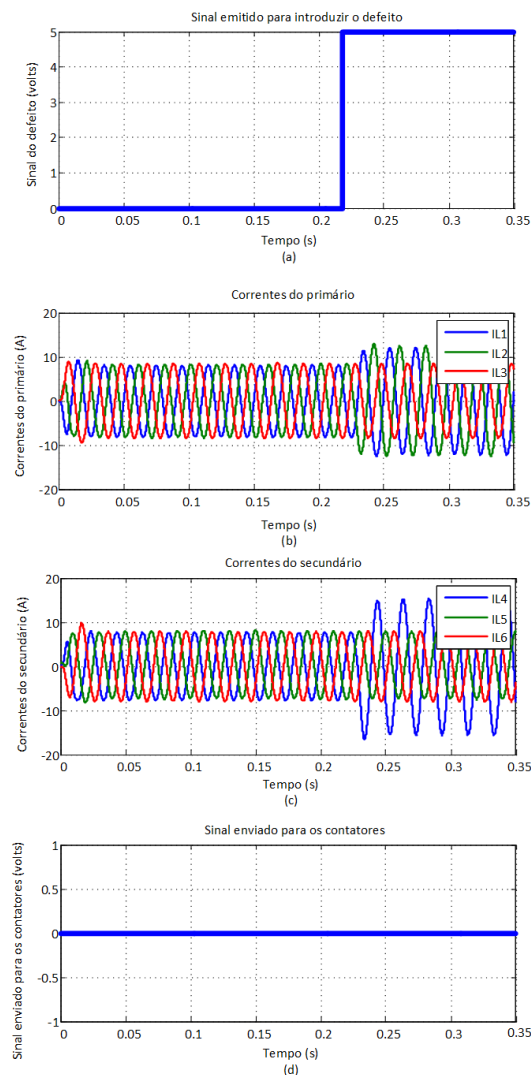 Sinal emitido para introduzir o defeito
Sinal do defeito (volts)
5
4
3
2
1
0
0 0.05 0.1 0.15 0.2 0.25 0.3 0.35
Tempo (s)
(a)
Correntes do primário
Correntes do primário (A)
20
10
0
-10
-20
IL1
IL2
IL3
0 0.05 0.1 0.15 0.2 0.25 0.3 0.35
Tempo (s)
(b)
Correntes do secundário
Correntes do secundário (A)
20
10
0
-10
-20
IL4
IL5
IL6
0 0.05 0.1 0.15 0.2 0.25 0.3 0.35
Tempo (s)
(c)
Sinal enviado para os contatores
Sinal enviado para os contatores (volts)
1
0.5
0
-0.5
-1
0 0.05 0.1 0.15 0.2 0.25 0.3 0.35
Tempo (s)
(d)